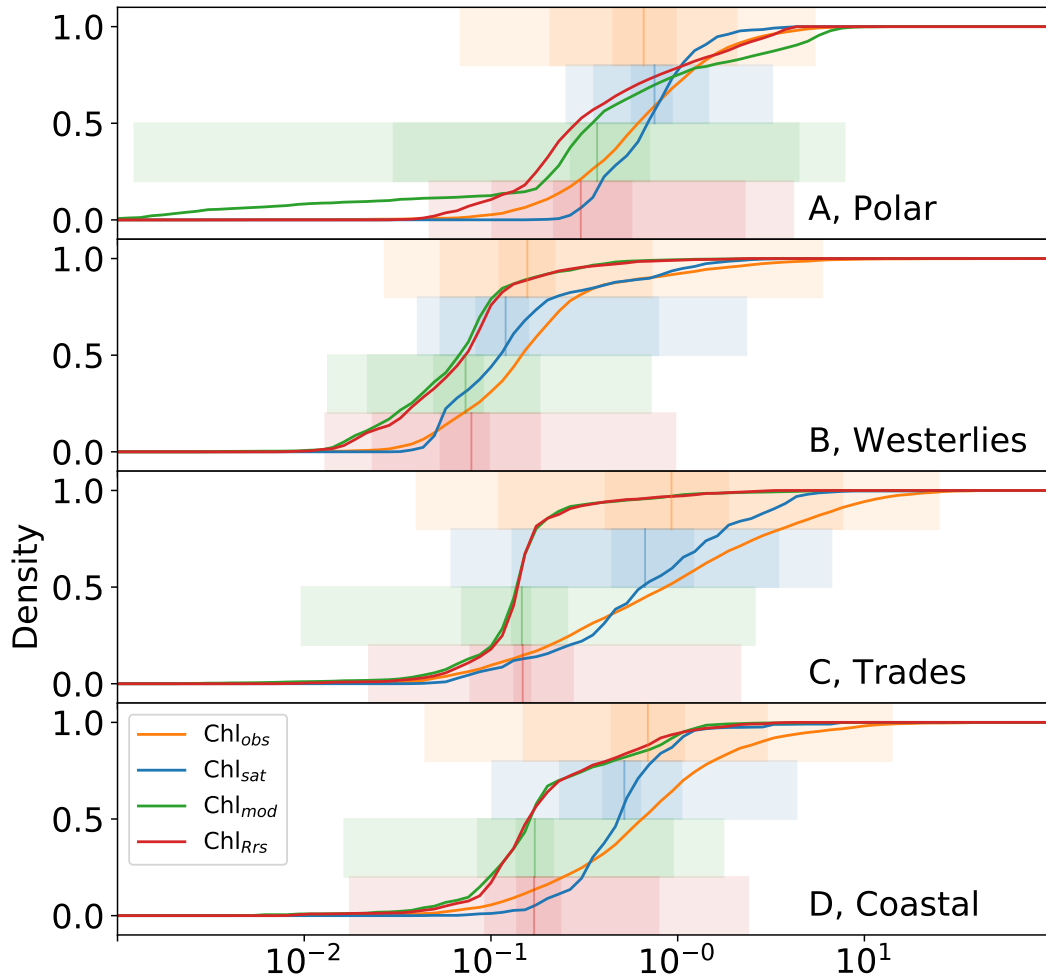 1.0
0.5
0.0
A, Polar
1.0
0.5
0.0
B, Westerlies
1.0
0.5
0.0
C, Trades
Density
1.0
0.5
0.0
D, Coastal
Chl_obs
Chl_sat
Chl_mod
Chl_Rrs
10^−2
10^−1
10^−0
10^1